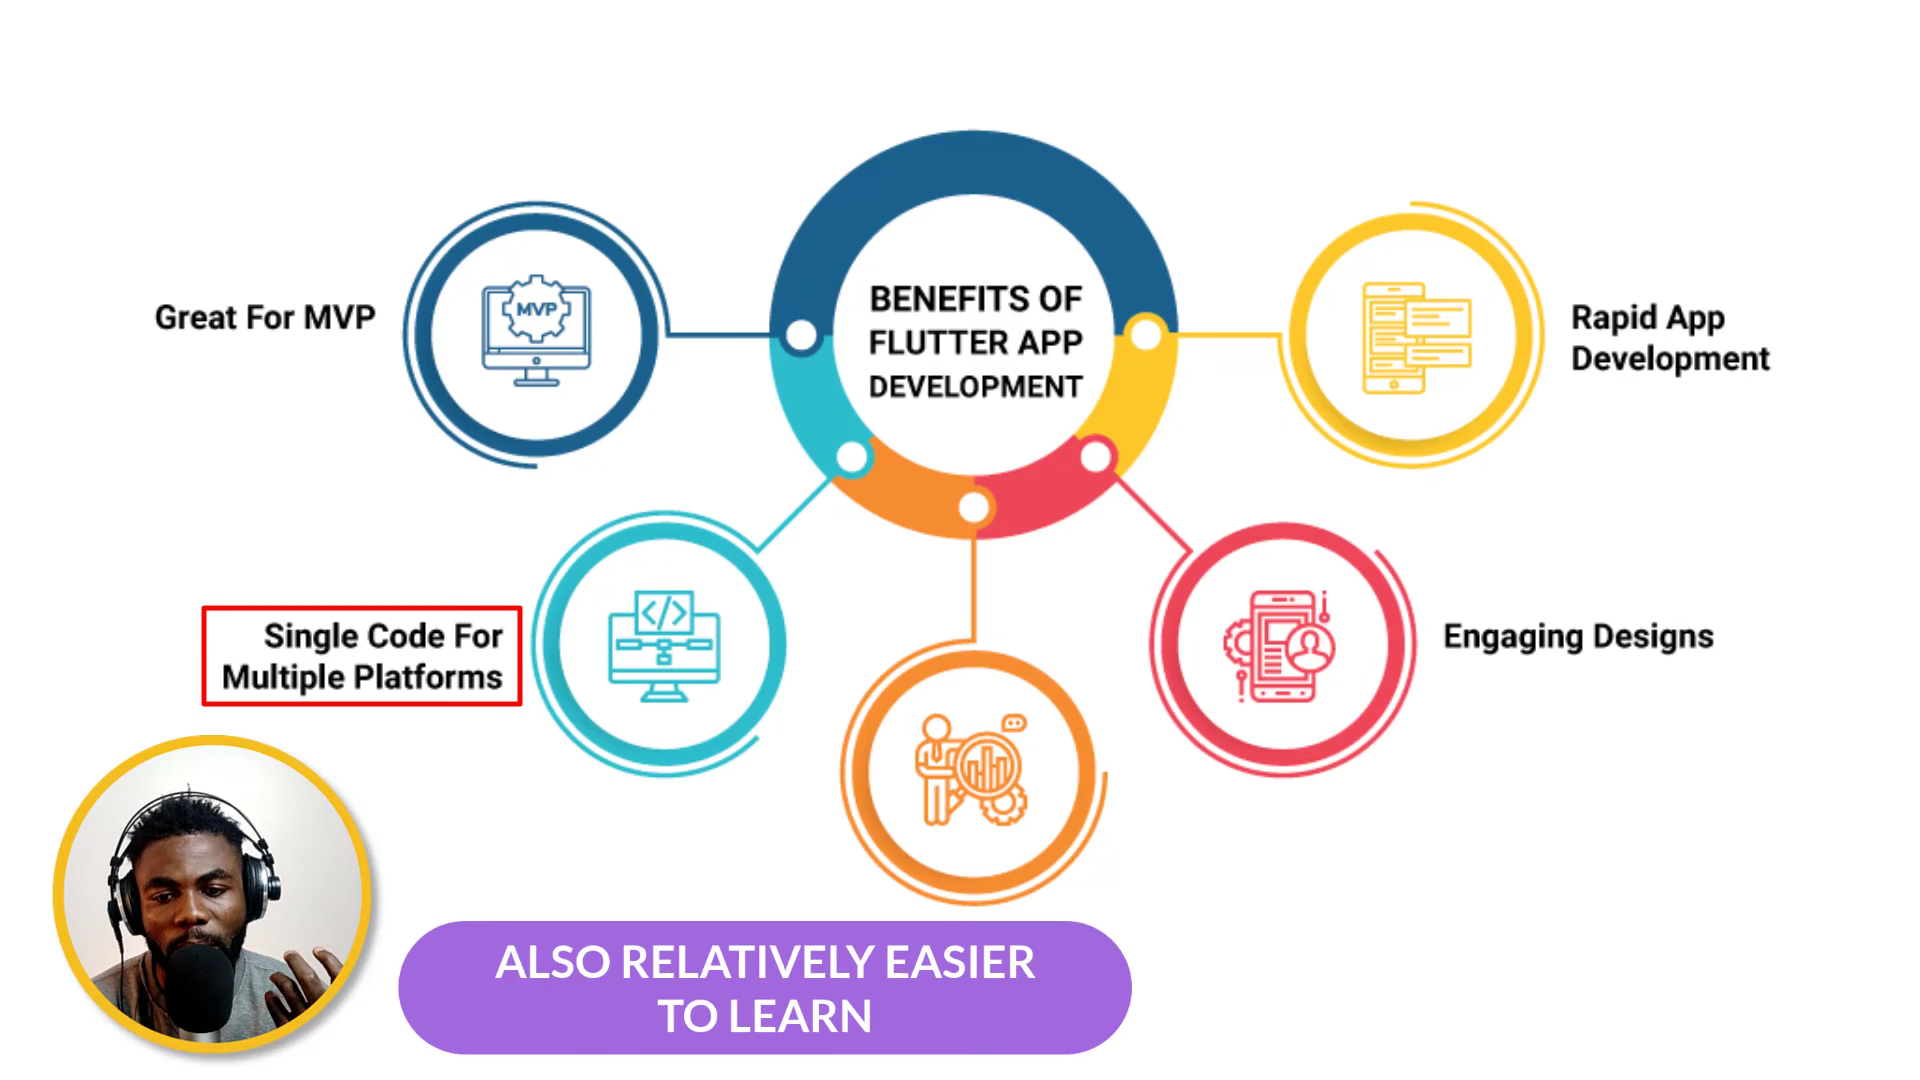 BENEFITS OF
FLUTTER APP
DEVELOPMENT
Great For MVP
MVP
Rapid App
Development
Single Code For
Multiple Platforms
</>
Engaging Designs
ALSO RELATIVELY EASIER
TO LEARN